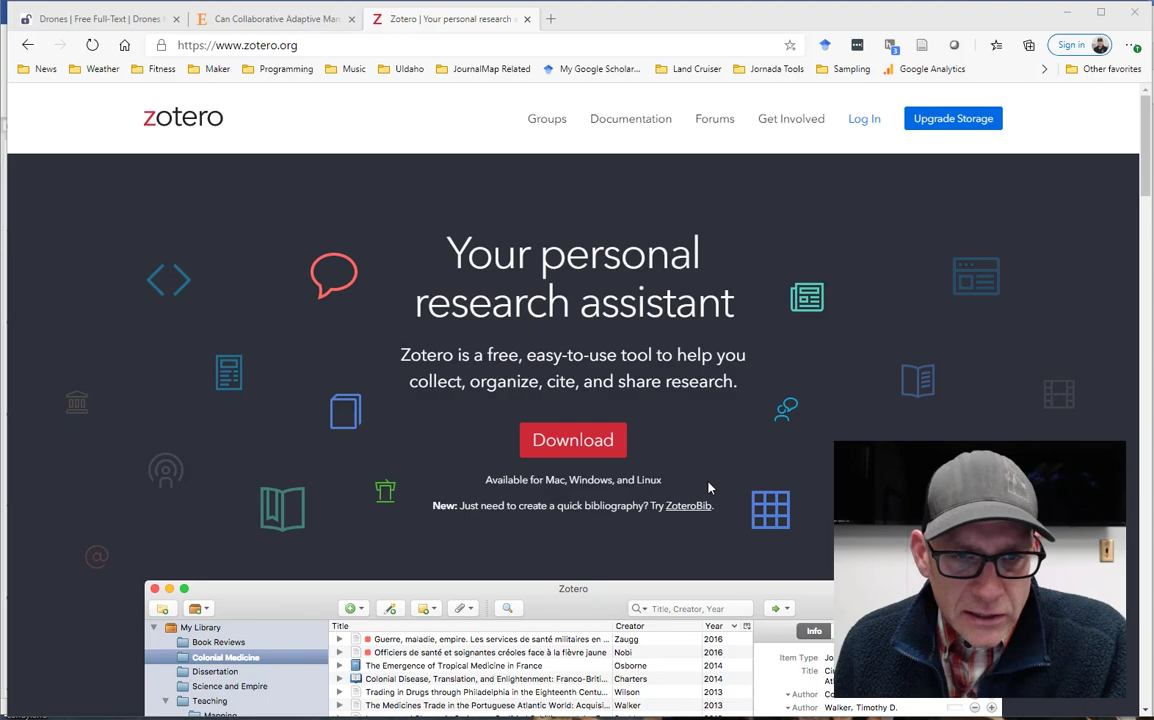 Drones | Free Full-Text | Drones
Can Collaborative Adaptive Man
Zotero | Your personal research
https://www.zotero.org
Sign in
News
Weather
Fitness
Maker
Programming
Music
UIdaho
JournalMap Related
My Google Scholar...
Land Cruiser
Jornada Tools
Sampling
Google Analytics
Other favorites
zotero
Groups
Documentation
Forums
Get Involved
Log In
Upgrade Storage
Your personal
research assistant
Zotero is a free, easy-to-use tool to help you
collect, organize, cite, and share research.
Download
Available for Mac, Windows, and Linux
New: Just need to create a quick bibliography? Try ZoteroBib.
Zotero
Title, Creator, Year
My Library
Book Reviews
Colonial Medicine
Dissertation
Science and Empire
Teaching
Title Creator Year
Guerre, maladie, empire. Les services de santé militaires en ... Zaugg 2016
Officiers de santé et soignantes créoles face à la fièvre jaune Nobi 2016
The Emergence of Tropical Medicine in France Osborne 2014
Colonial Disease, Translation, and Enlightenment: Franco-Briti... Charters 2014
Trading in Drugs through Philadelphia in the Eighteenth Centu... Wilson 2013
The Medicines Trade in the Portuguese Atlantic World: Acquisi... Walker 2013
Info
Item Type: Jo
Title:
Author
Author
Walker, Timothy D.